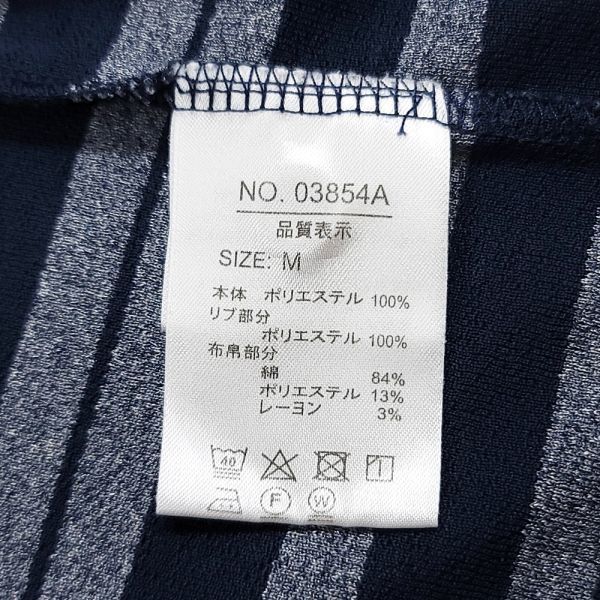 NO. 03854A
品質表示
SIZE: M
本体 ポリエステル 100%
リブ部分
ポリエステル 100%
布帛部分
綿 84%
ポリエステル 13%
レーヨン 3%
40
F W